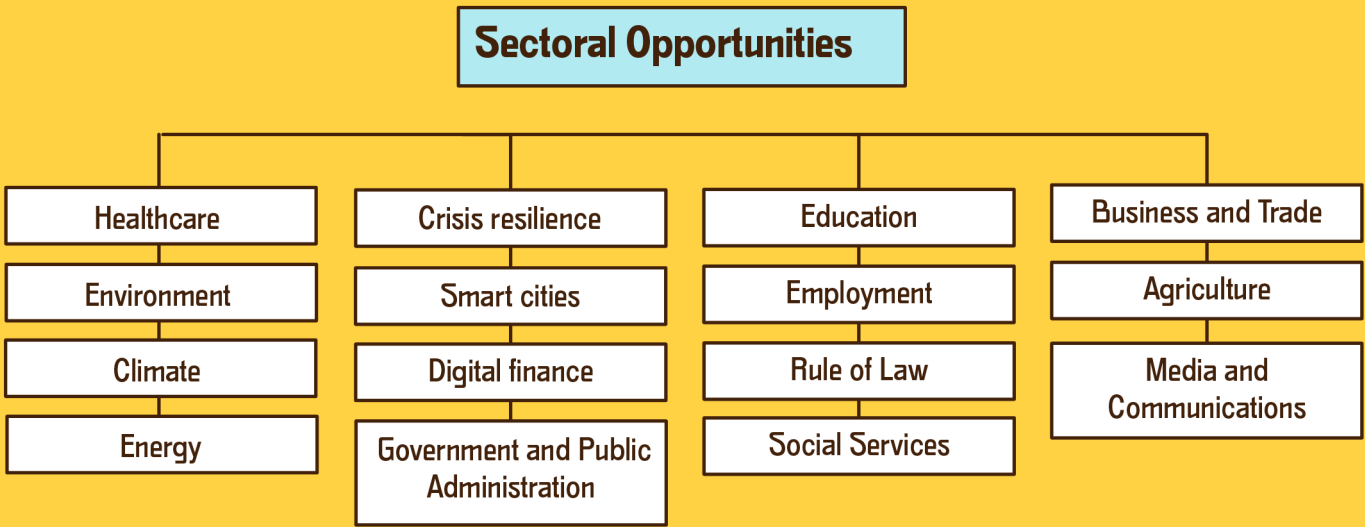 Sectoral Opportunities
Healthcare
Environment
Climate
Energy
Crisis resilience
Smart cities
Digital finance
Government and Public
Administration
Education
Employment
Rule of Law
Social Services
Business and Trade
Agriculture
Media and
Communications